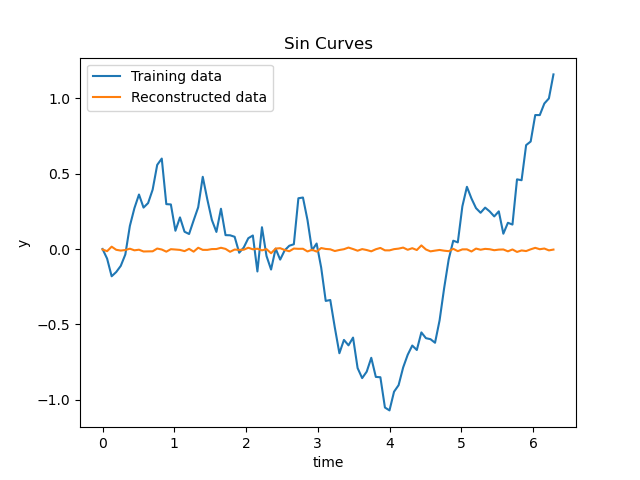 Sin Curves
Training data
Reconstructed data
1.0
0.5
0.0
−0.5
−1.0
y
0 1 2 3 4 5 6
time